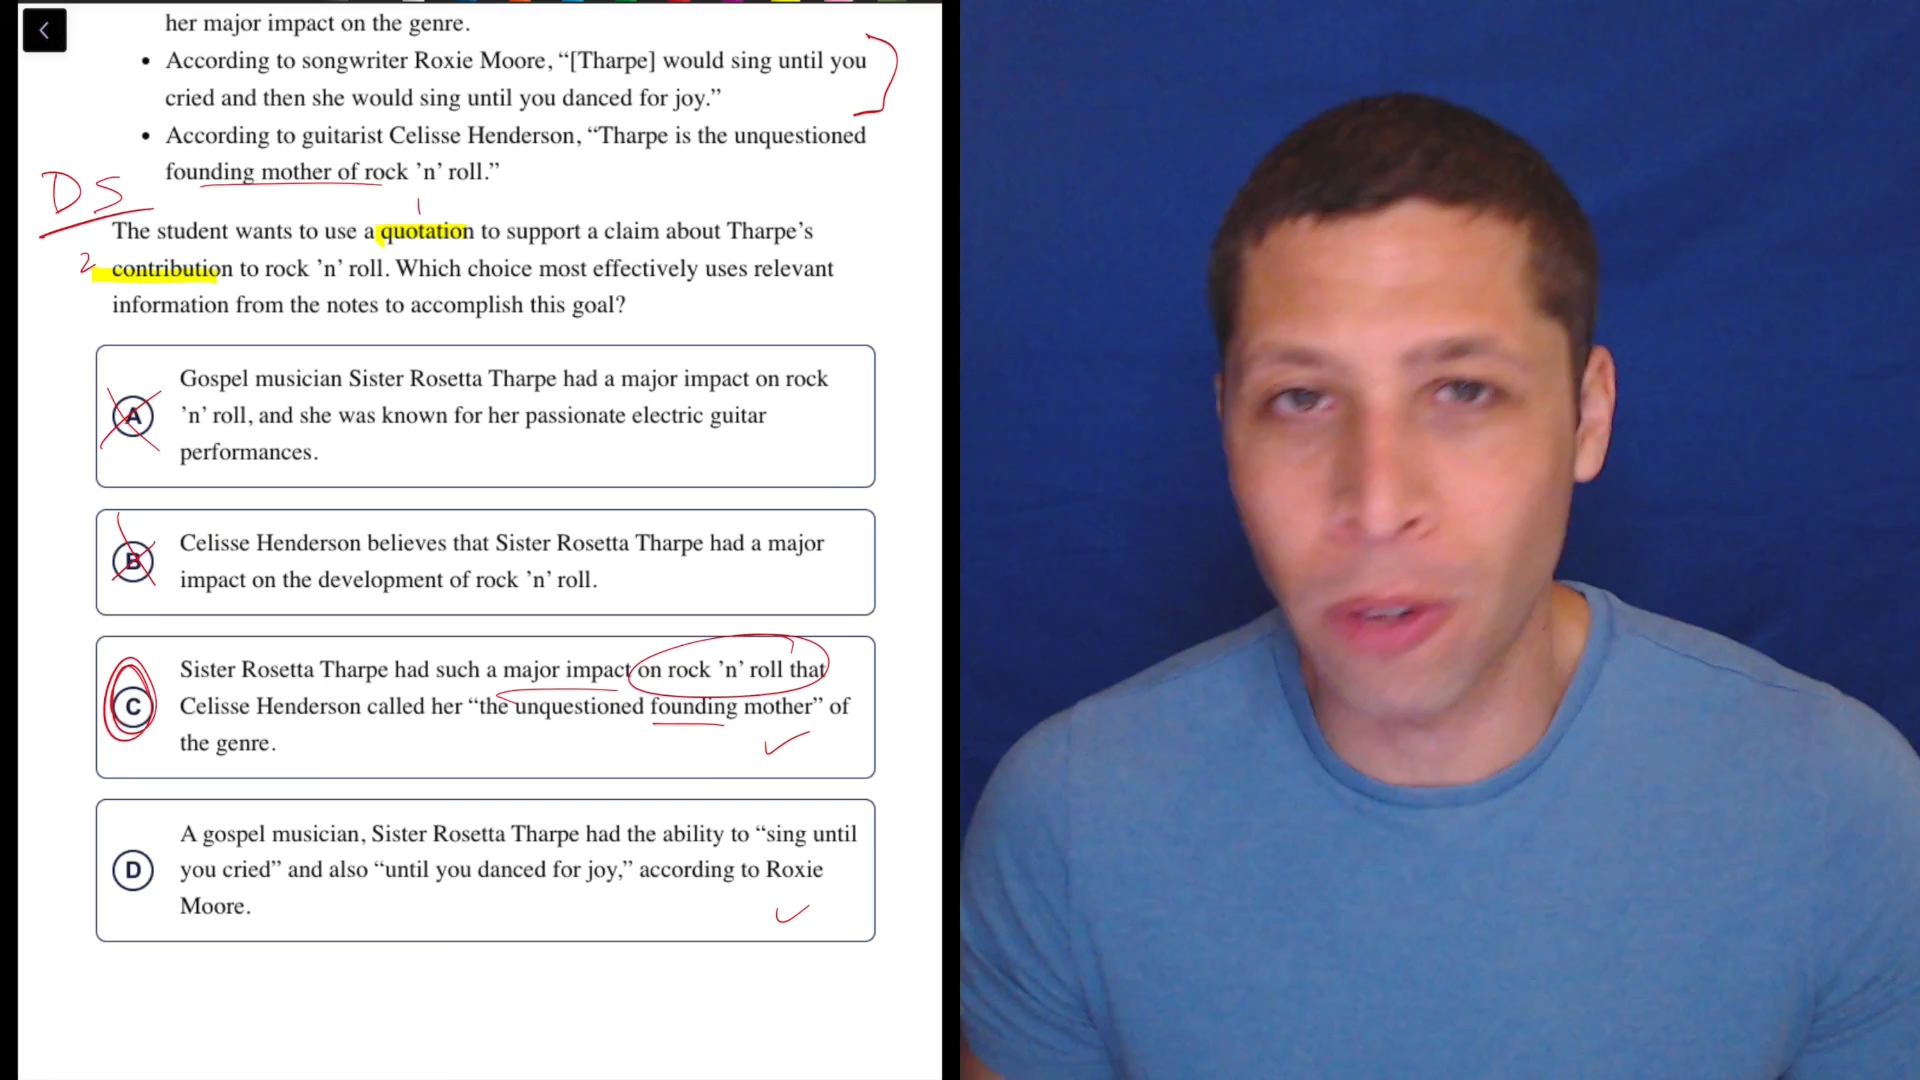 her major impact on the genre.
• According to songwriter Roxie Moore, “[Tharpe] would sing until you
cried and then she would sing until you danced for joy.”
• According to guitarist Celisse Henderson, “Tharpe is the unquestioned
founding mother of rock ’n’ roll.”
DS
1
The student wants to use a quotation to support a claim about Tharpe’s
2
contribution to rock ’n’ roll. Which choice most effectively uses relevant
information from the notes to accomplish this goal?
A
Gospel musician Sister Rosetta Tharpe had a major impact on rock
’n’ roll, and she was known for her passionate electric guitar
performances.
B
Celisse Henderson believes that Sister Rosetta Tharpe had a major
impact on the development of rock ’n’ roll.
C
Sister Rosetta Tharpe had such a major impact on rock ’n’ roll that
Celisse Henderson called her “the unquestioned founding mother” of
the genre.
D
A gospel musician, Sister Rosetta Tharpe had the ability to “sing until
you cried” and also “until you danced for joy,” according to Roxie
Moore.